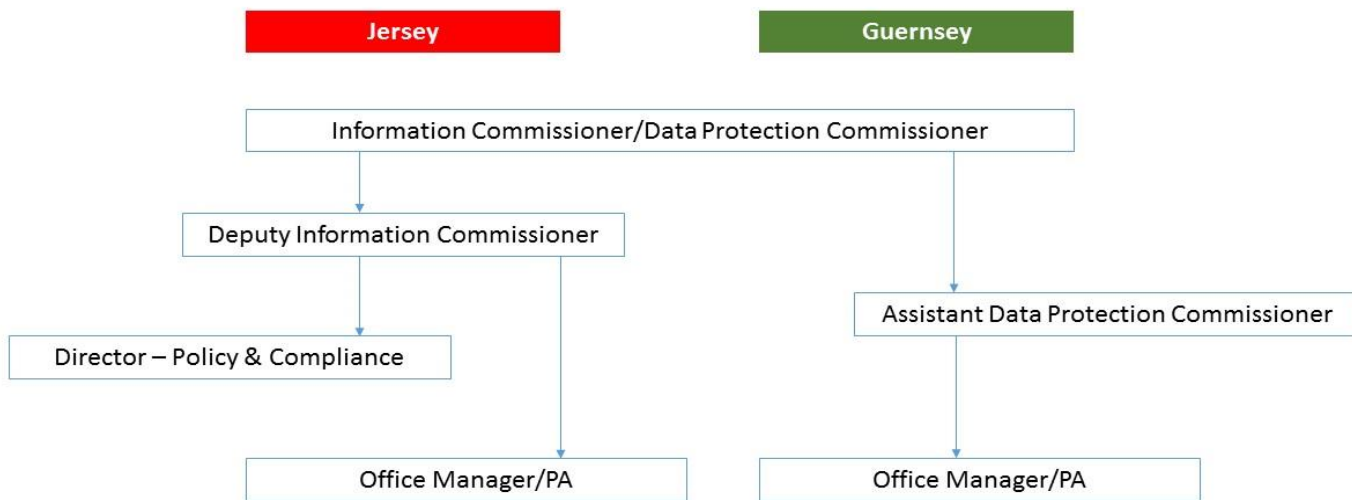 Jersey
Guernsey
Information Commissioner/Data Protection Commissioner
Deputy Information Commissioner
Assistant Data Protection Commissioner
Director – Policy & Compliance
Office Manager/PA
Office Manager/PA